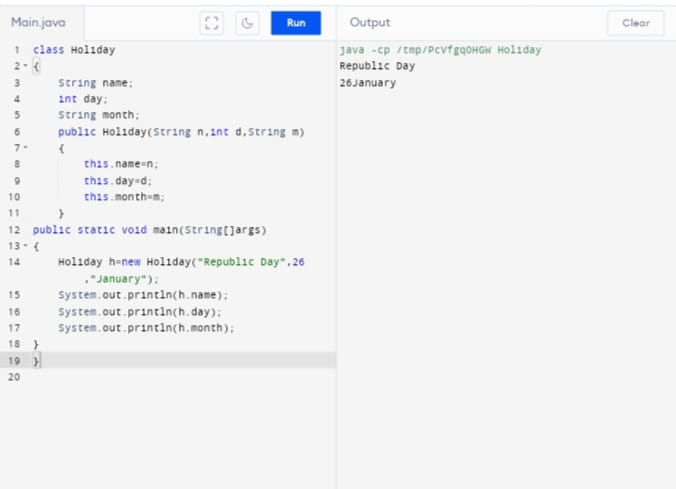 Main.java
Run
Output
Clear
1 class Holiday
2 {
3 String name;
4 int day;
5 String month;
6 public Holiday(String n,int d,String m)
7 {
8 this.name=n;
9 this.day=d;
10 this.month=m;
11 }
12 public static void main(String[]args)
13 {
14 Holiday h=new Holiday("Republic Day",26
,"January");
15 System.out.println(h.name);
16 System.out.println(h.day);
17 System.out.println(h.month);
18 }
19 }
20
java -cp /tmp/PcVfgqOHGW Holiday
Republic Day
26January